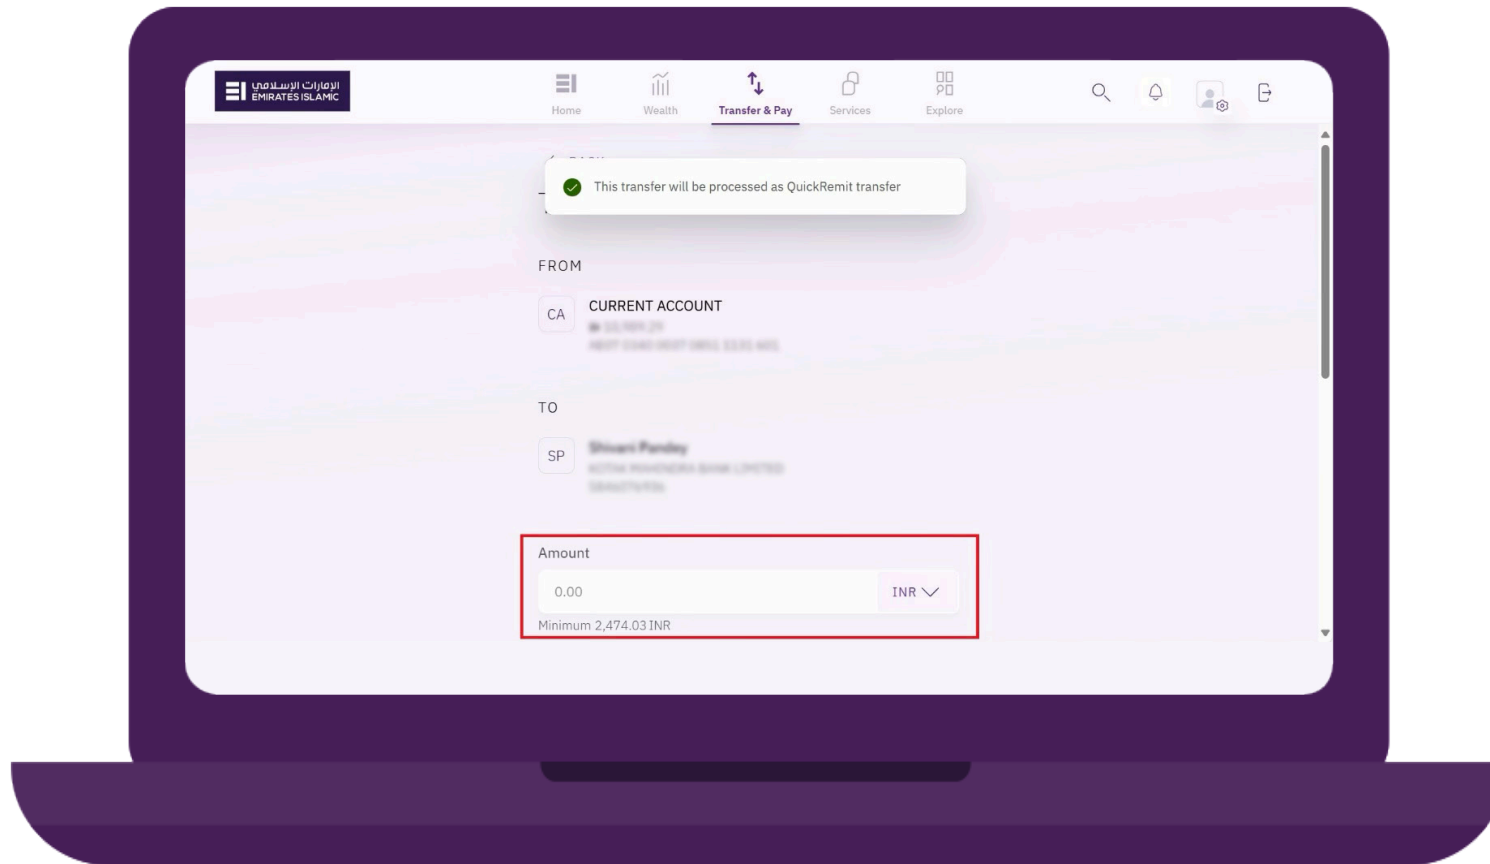 الإمارات الإسلامي
EMIRATES ISLAMIC
Home
Wealth
Transfer & Pay
Services
Explore
This transfer will be processed as QuickRemit transfer
FROM
CA
CURRENT ACCOUNT
TO
SP
Amount
0.00
INR
Minimum 2,474.03 INR